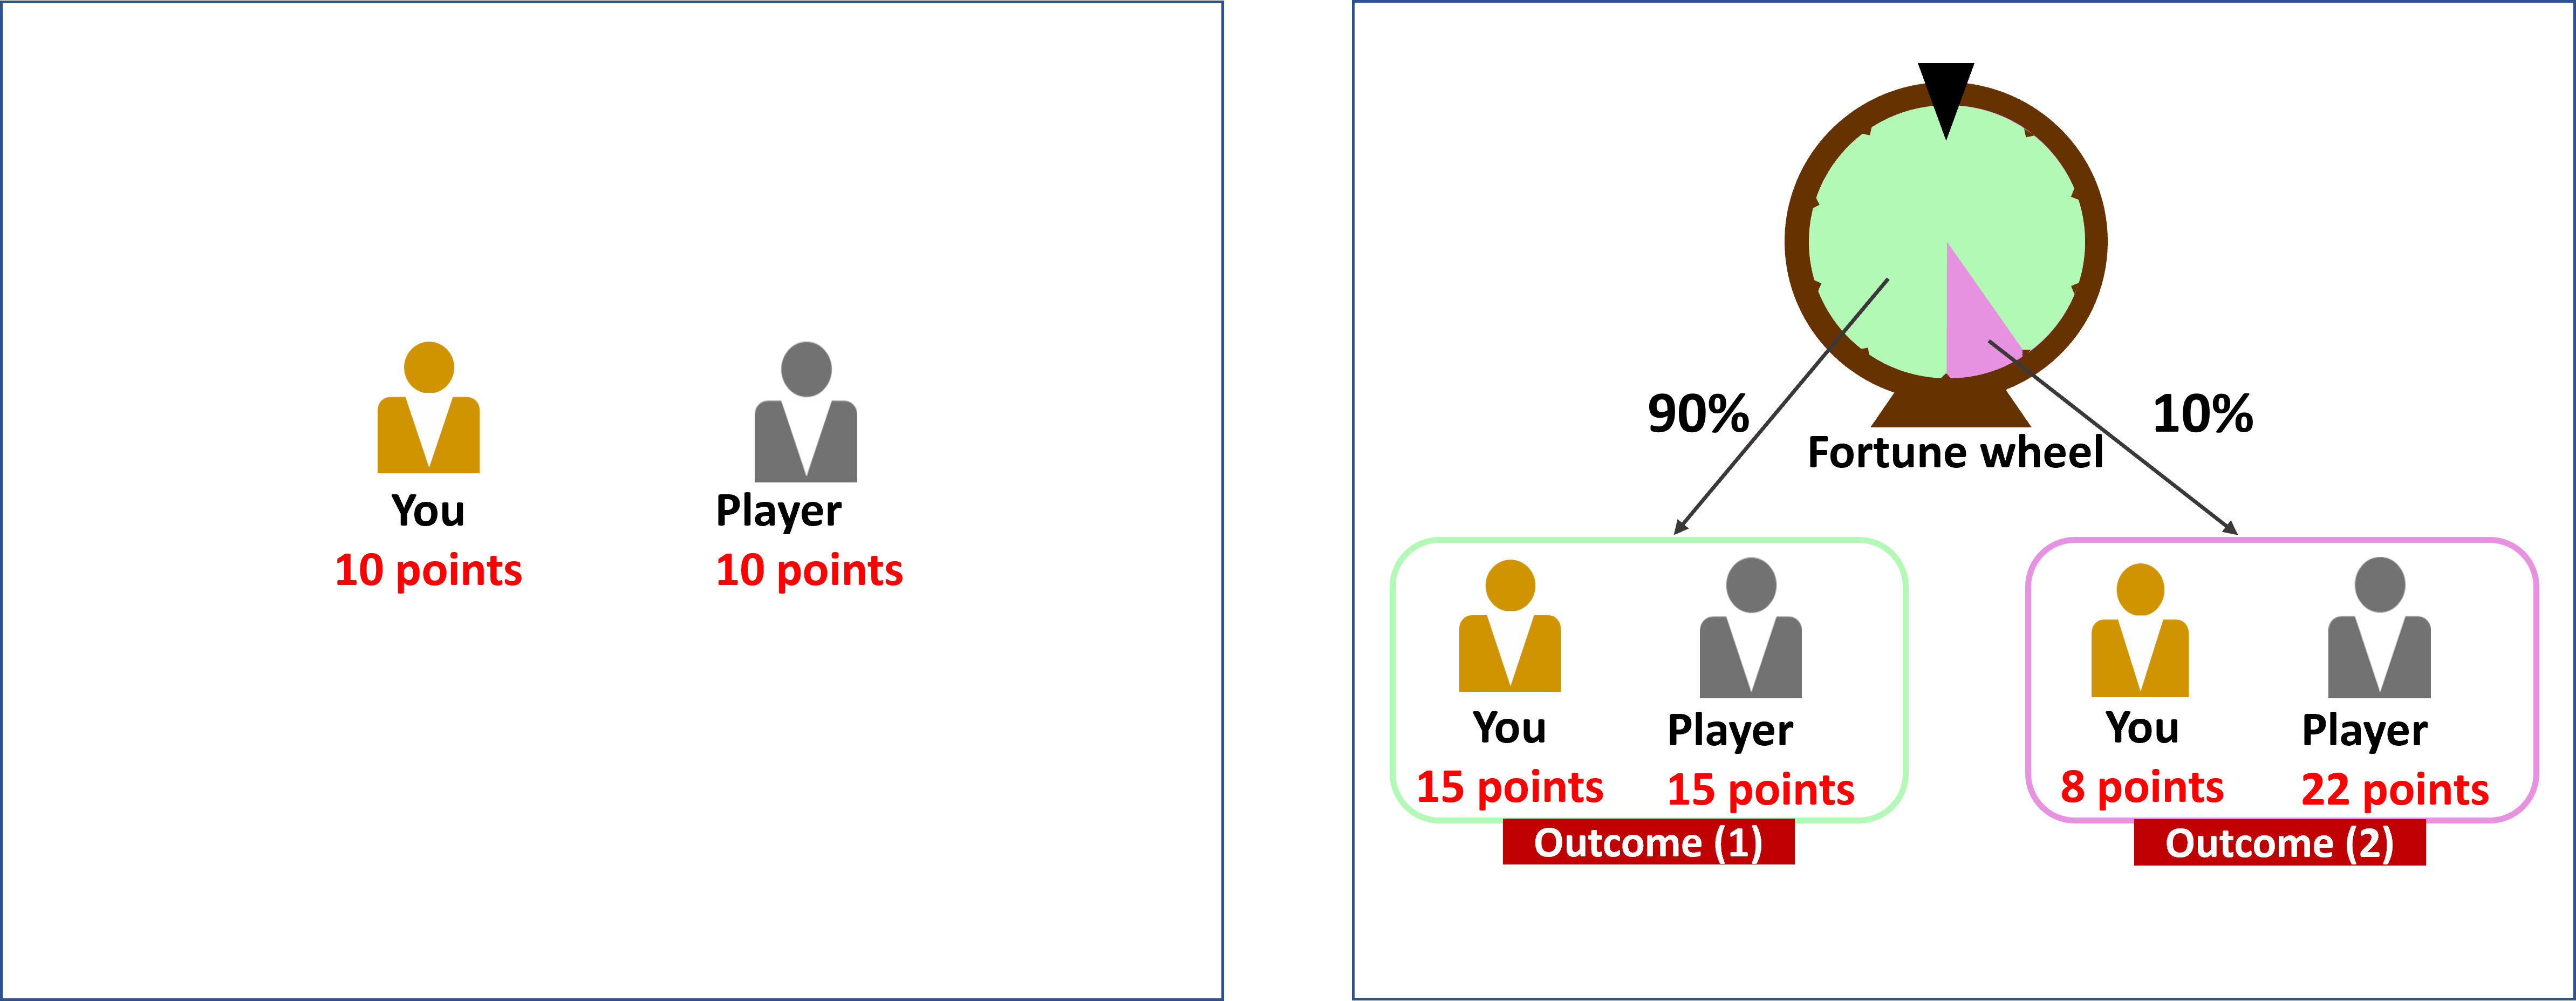 You
Player
10 points
10 points
90%
10%
Fortune wheel
You
Player
15 points
15 points
Outcome (1)
You
Player
8 points
22 points
Outcome (2)